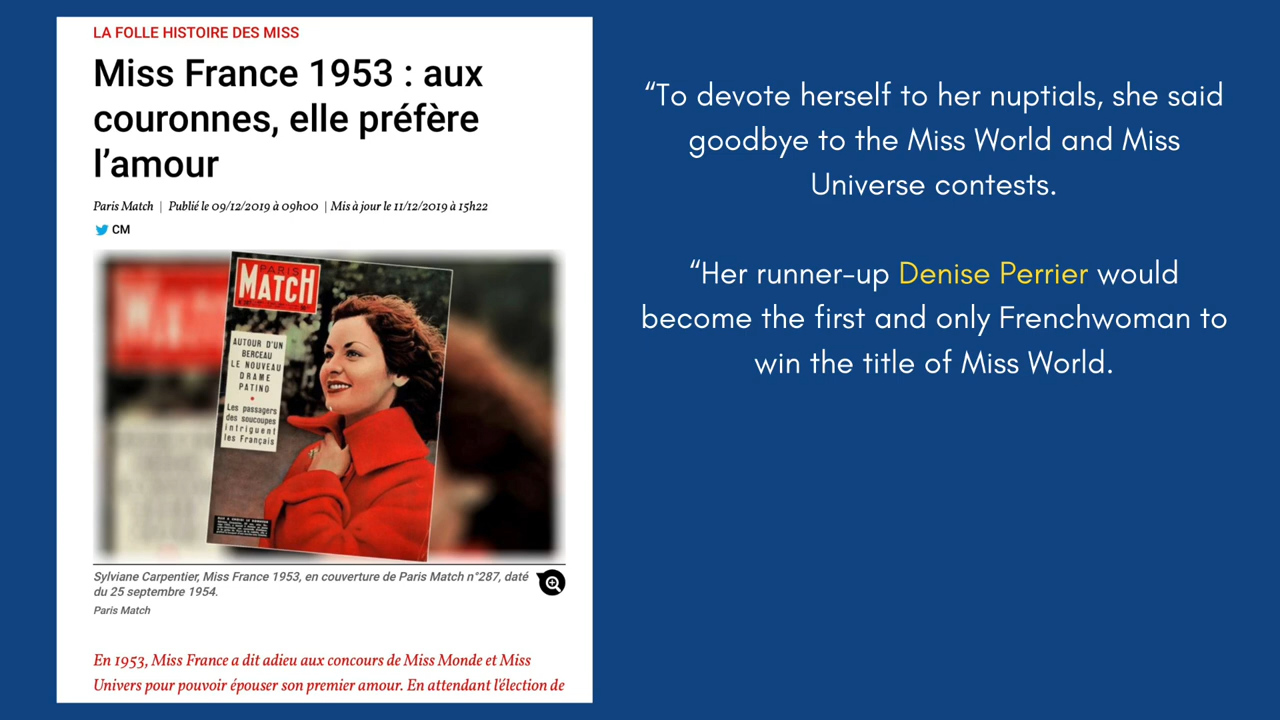 LA FOLLE HISTOIRE DES MISS
Miss France 1953 : aux
couronnes, elle préfère
l’amour
Paris Match | Publié le 09/12/2019 à 09h00 | Mis à jour le 11/12/2019 à 15h22
CM
PARIS
MATCH
AUTOUR D'UN
BERCEAU
LE NOUVEAU
DRAME
PATINO
Les passagers
des soucoupes
intriguent
les Français
Sylviane Carpentier, Miss France 1953, en couverture de Paris Match n°287, daté
du 25 septembre 1954.
Paris Match
En 1953, Miss France a dit adieu aux concours de Miss Monde et Miss
Univers pour pouvoir épouser son premier amour. En attendant l'élection de
“To devote herself to her nuptials, she said
goodbye to the Miss World and Miss
Universe contests.
“Her runner-up Denise Perrier would
become the first and only Frenchwoman to
win the title of Miss World.